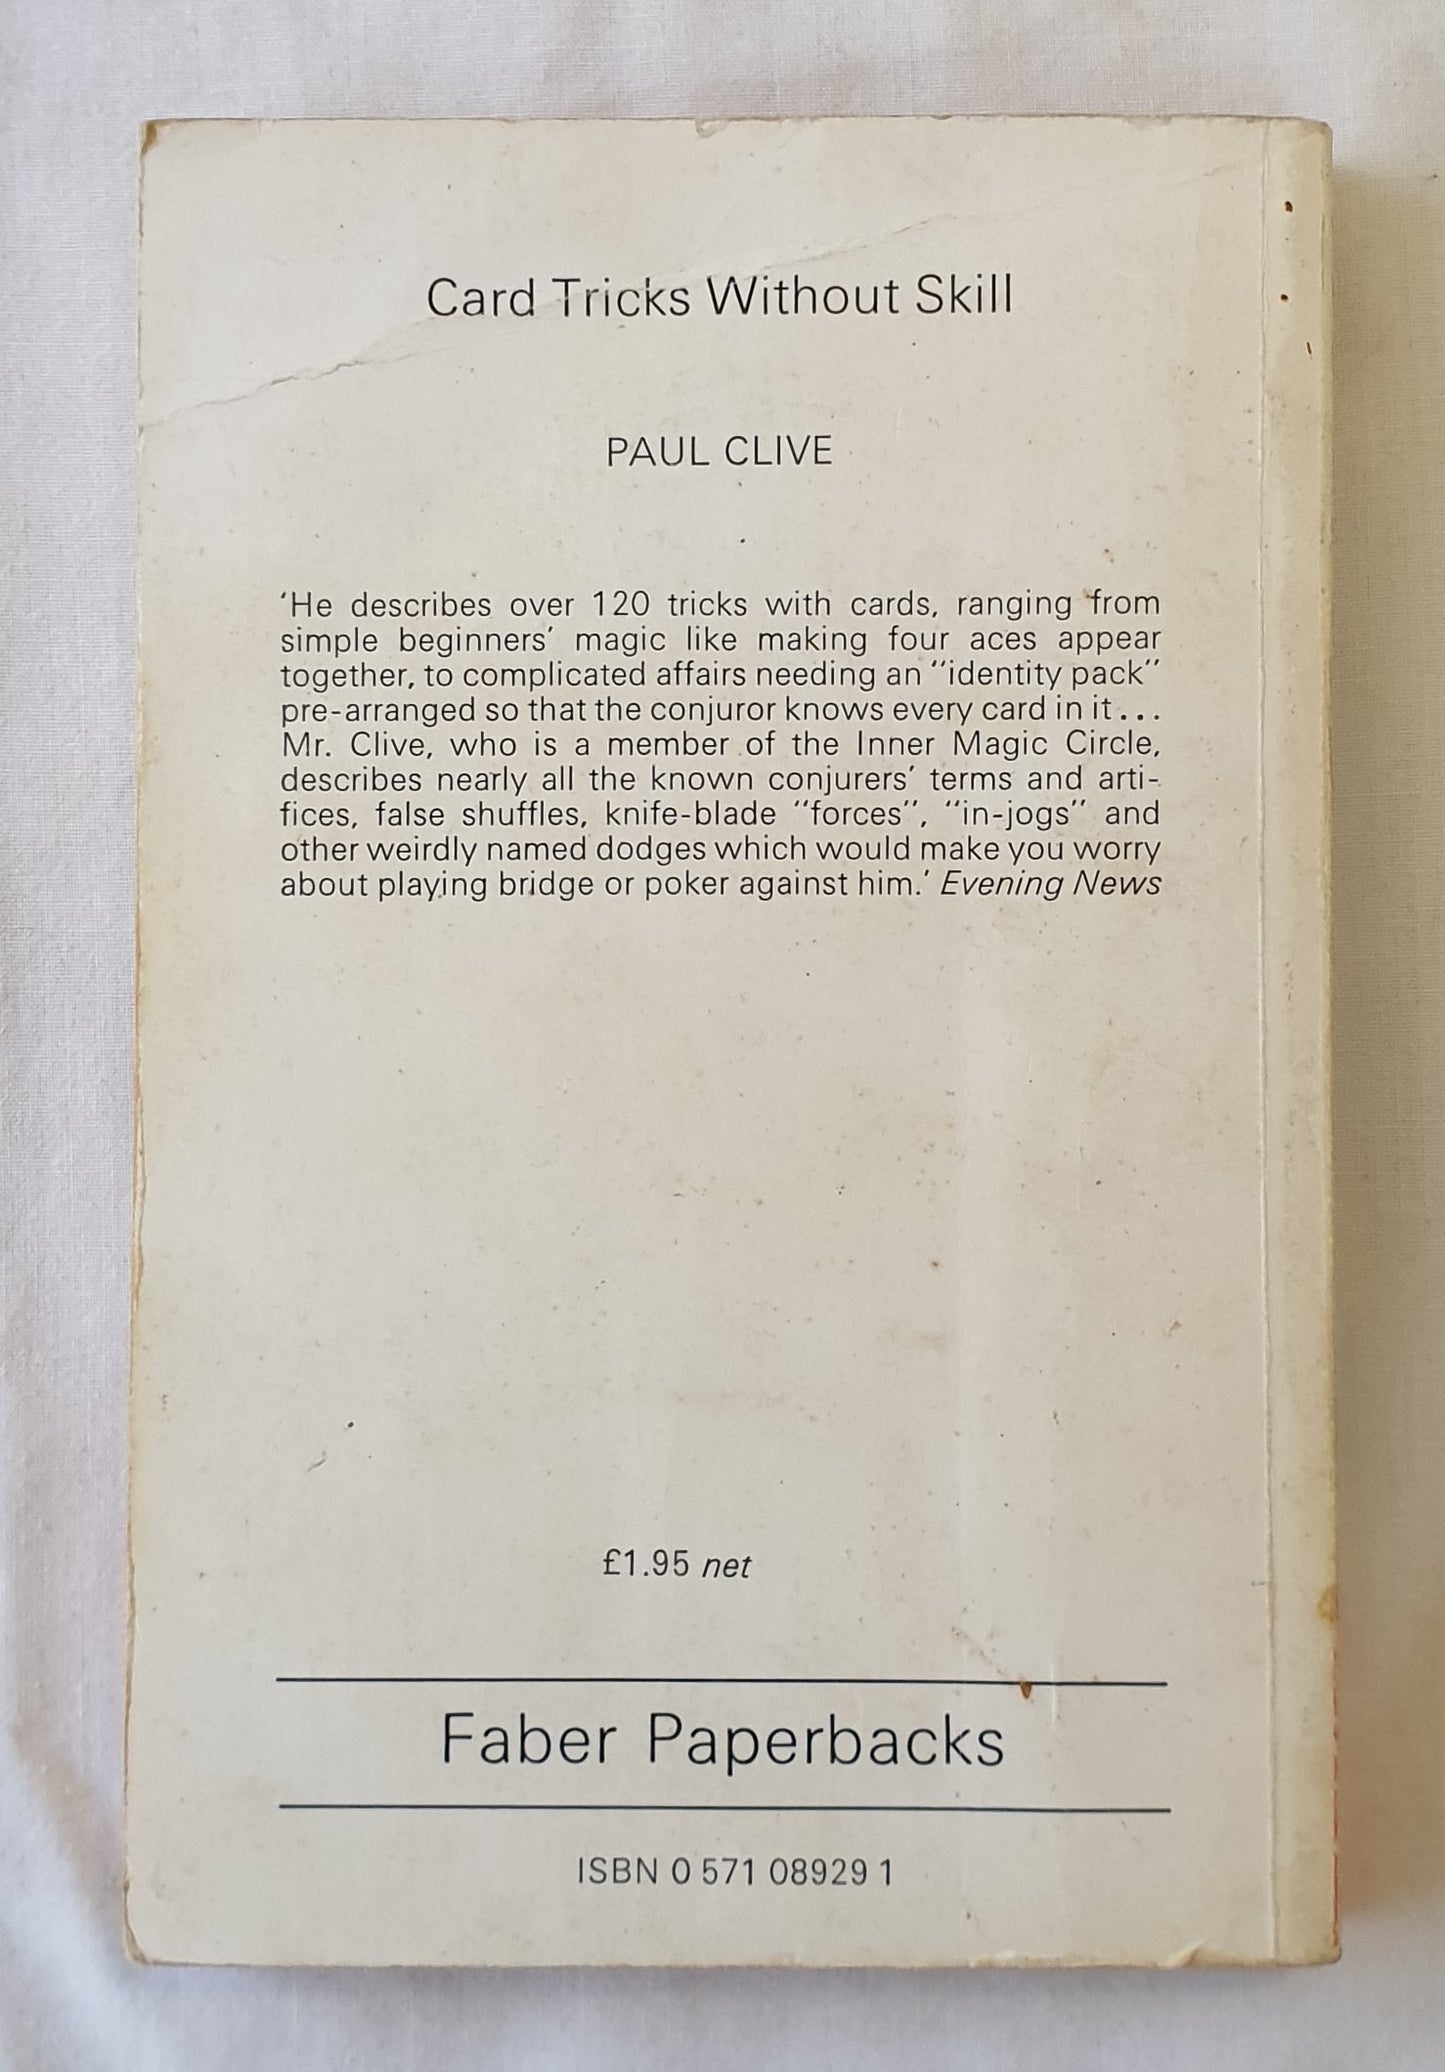 Card Tricks Without Skill
PAUL CLIVE
‘He describes over 120 tricks with cards, ranging from
simple beginners’ magic like making four aces appear
together, to complicated affairs needing an “identity pack”
pre-arranged so that the conjuror knows every card in it...
Mr. Clive, who is a member of the Inner Magic Circle,
describes nearly all the known conjurers’ terms and arti-
fices, false shuffles, knife-blade “forces”, “in-jogs” and
other weirdly named dodges which would make you worry
about playing bridge or poker against him.’ Evening News
£1.95 net
Faber Paperbacks
ISBN 0 571 08929 1